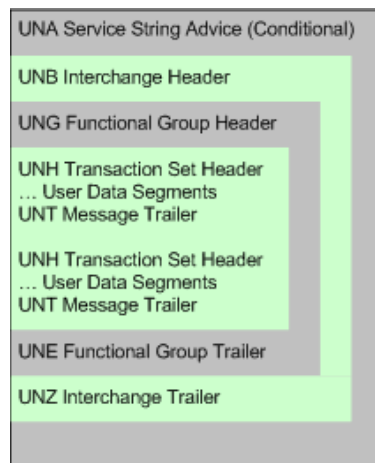 UNA Service String Advice (Conditional)
UNB Interchange Header
UNG Functional Group Header
UNH Transaction Set Header
... User Data Segments
UNT Message Trailer
UNH Transaction Set Header
... User Data Segments
UNT Message Trailer
UNE Functional Group Trailer
UNZ Interchange Trailer